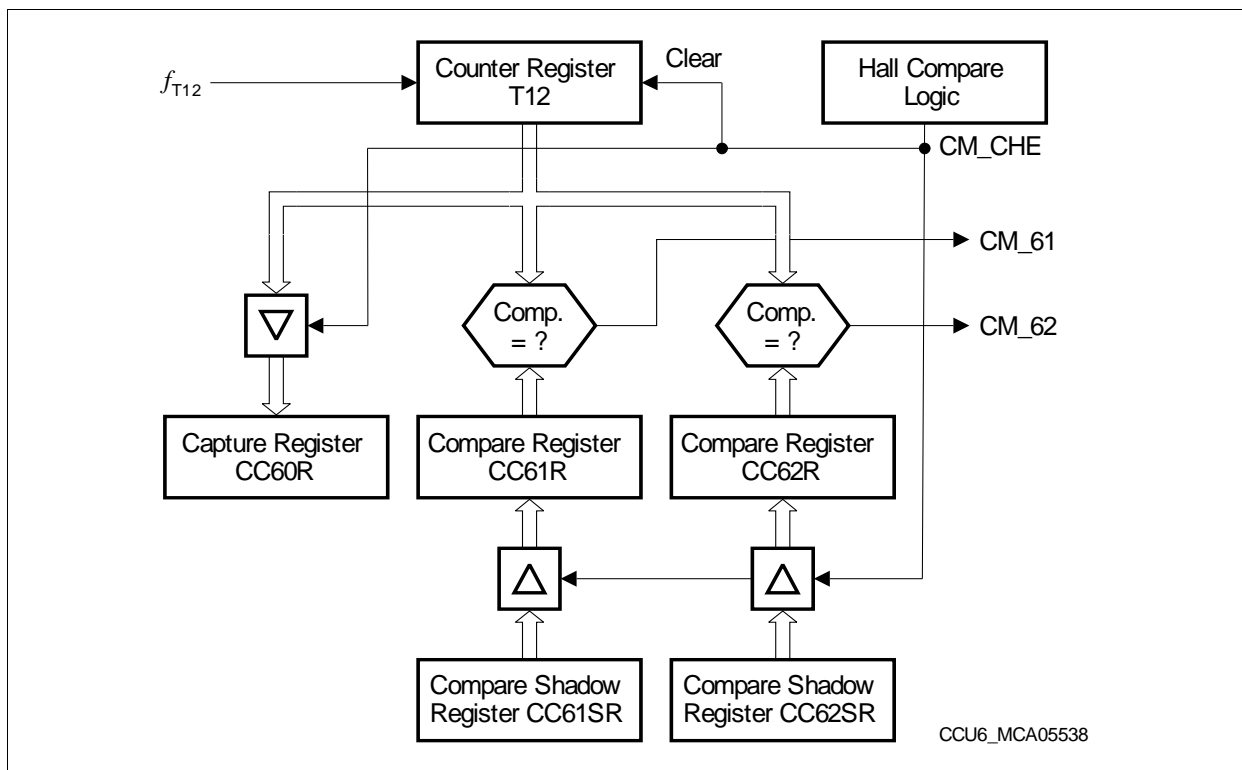 f_T12
Counter Register
T12
Clear
Hall Compare
Logic
CM_CHE
CM_61
Comp.
= ?
Comp.
= ?
CM_62
Capture Register
CC60R
Compare Register
CC61R
Compare Register
CC62R
Compare Shadow
Register CC61SR
Compare Shadow
Register CC62SR
CCU6_MCA05538